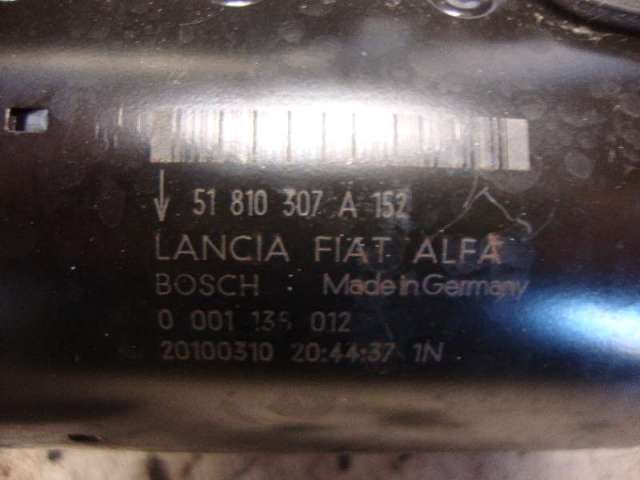 ↓ 51 810 307 A 152
LANCIA FIAT ALFA
BOSCH : Made in Germany
0 001 136 012
20100310 20:44:37 1N